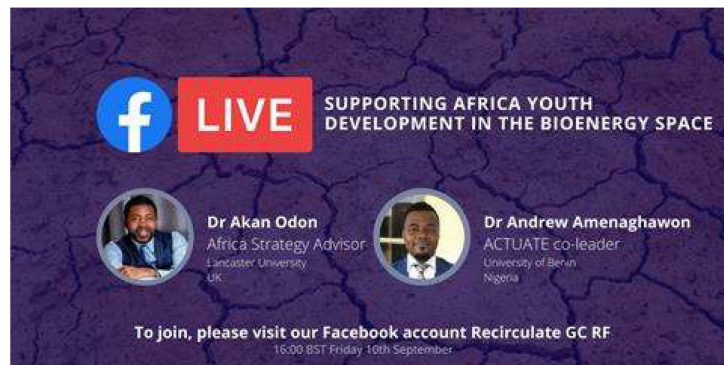 LIVE
SUPPORTING AFRICA YOUTH
DEVELOPMENT IN THE BIOENERGY SPACE
Dr Akan Odon
Africa Strategy Advisor
Lancaster University
UK
Dr Andrew Amenaghawon
ACTUATE co-leader
University of Benin
Nigeria
To join, please visit our Facebook account Recirculate GC RF
16:00 BST Friday 10th September